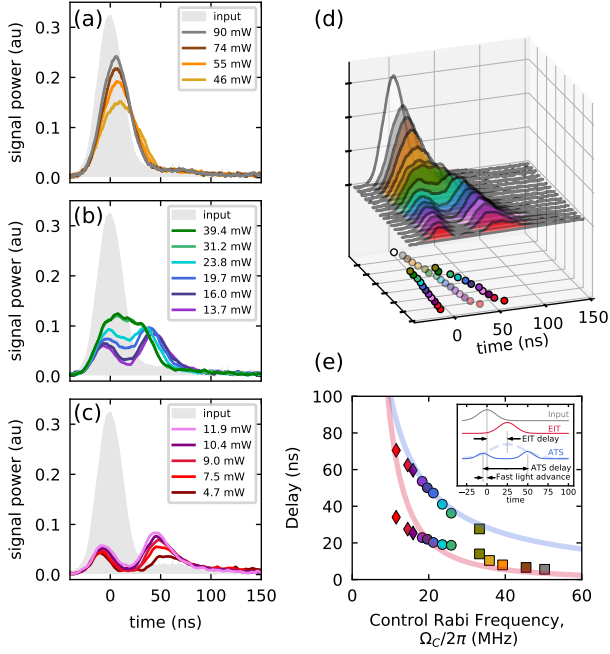 (a)
signal power (au)
0.3
0.2
0.1
0.0
input
90 mW
74 mW
55 mW
46 mW
(b)
signal power (au)
0.3
0.2
0.1
0.0
input
39.4 mW
31.2 mW
23.8 mW
19.7 mW
16.0 mW
13.7 mW
(c)
signal power (au)
0.3
0.2
0.1
0.0
input
11.9 mW
10.4 mW
9.0 mW
7.5 mW
4.7 mW
0 50 100 150
time (ns)
(d)
0 50 100 150
time (ns)
(e)
Delay (ns)
100
80
60
40
20
0
0 20 40 60
Control Rabi Frequency,
Ω_C/2π (MHz)
Input
EIT
EIT delay
ATS
ATS delay
Fast light advance
−25 0 25 50 75 100
time